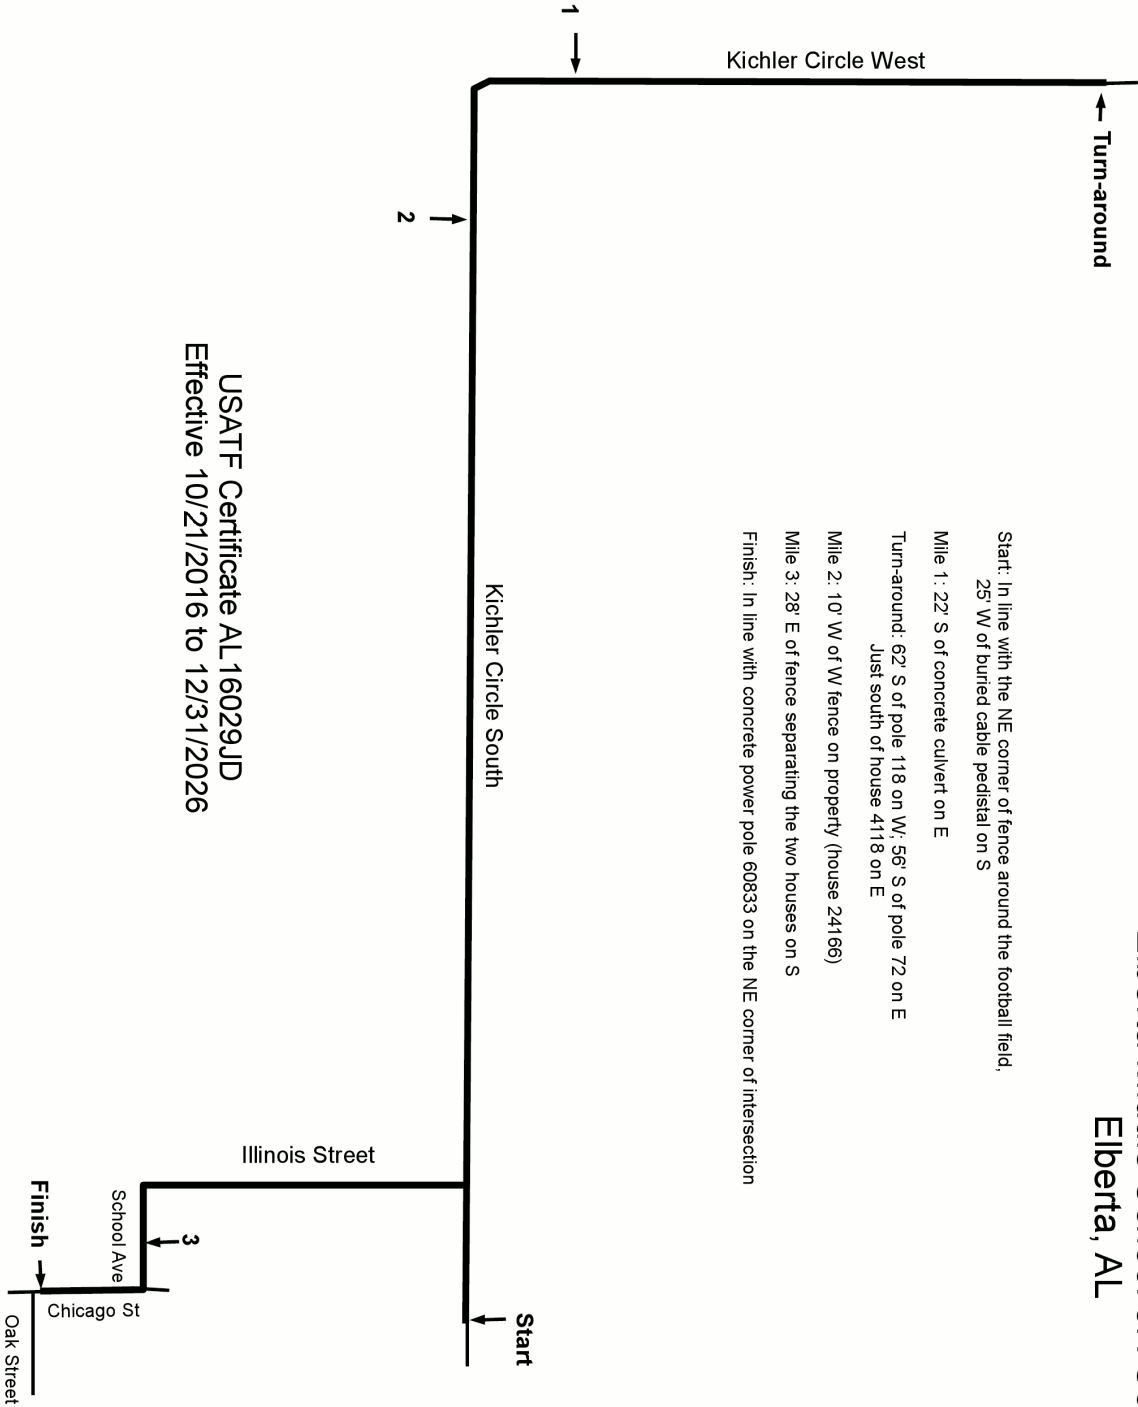 Elberta, AL
Start: In line with the NE corner of fence around the football field,
25' W of buried cable pedistal on S
Mile 1: 22' S of concrete culvert on E
Turn-around: 62' S of pole 118 on W; 56' S of pole 72 on E
Just south of house 4118 on E
Mile 2: 10' W of W fence on property (house 24166)
Mile 3: 28' E of fence separating the two houses on S
Finish: In line with concrete power pole 60833 on the NE corner of intersection
Turn-around
Kichler Circle West
1
2
Kichler Circle South
Start
Illinois Street
3
School Ave
Chicago St
Finish
Oak Street
USATF Certificate AL16029JD
Effective 10/21/2016 to 12/31/2026